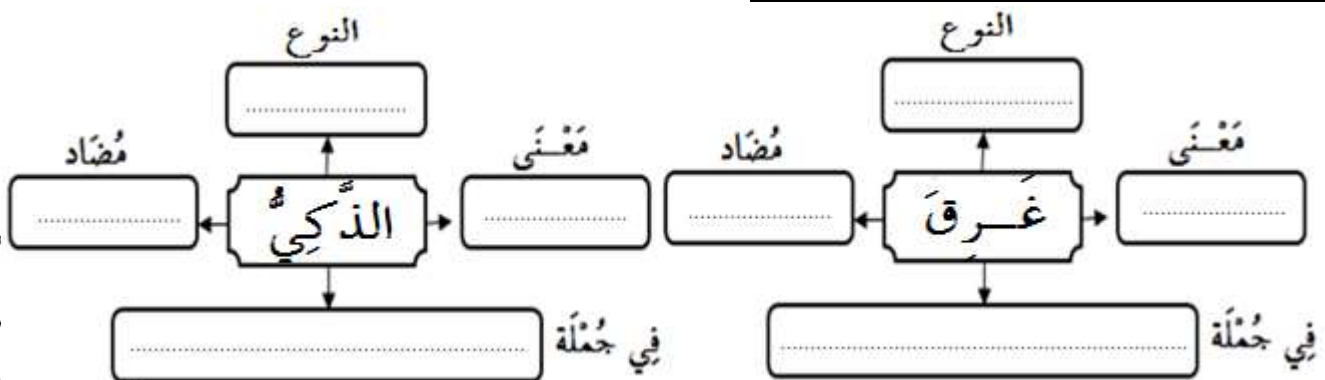 النوع
مَعْـنَى
غَـرِقَ
مُضَاد
فِي جُمْلَة
النوع
مَعْـنَى
الذَّكِيُّ
مُضَاد
فِي جُمْلَة